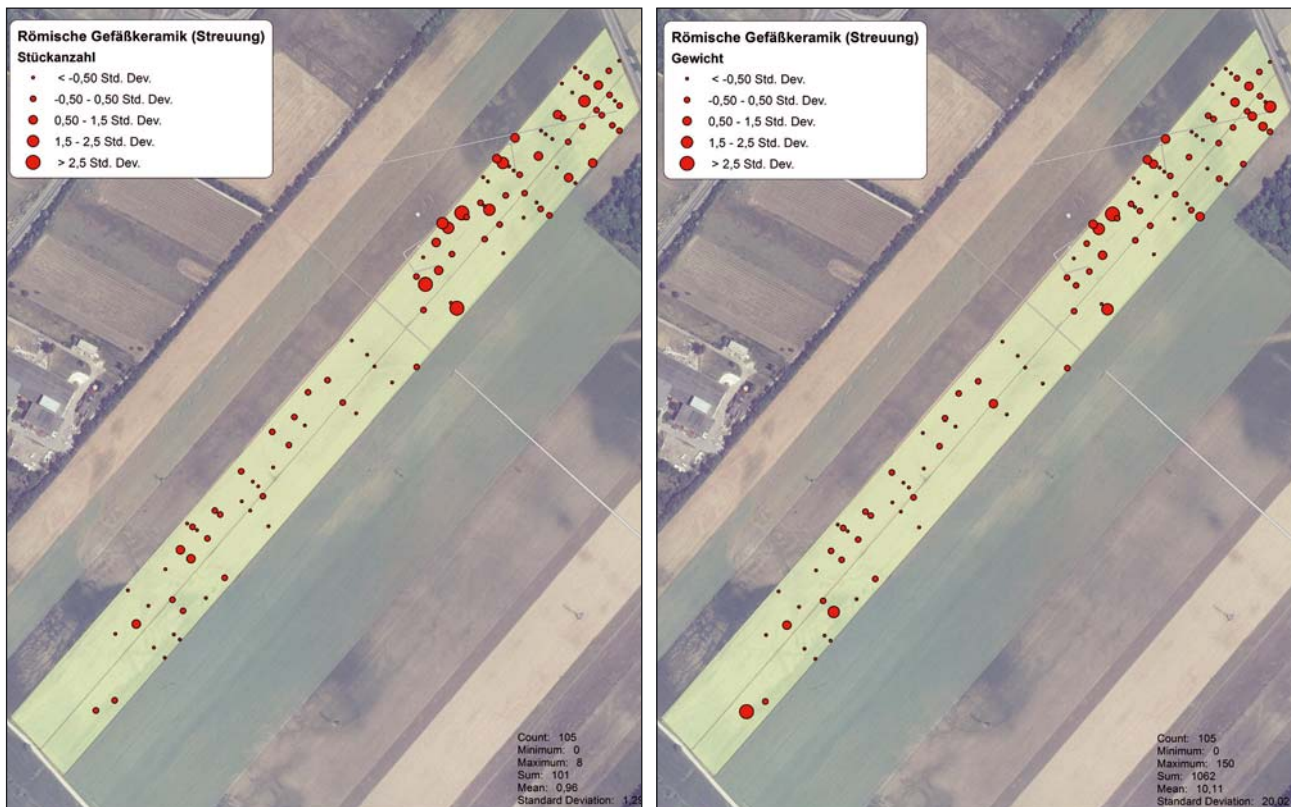 Römische Gefäßkeramik (Streuung)
Stückanzahl
< -0,50 Std. Dev.
-0,50 - 0,50 Std. Dev.
0,50 - 1,5 Std. Dev.
1,5 - 2,5 Std. Dev.
> 2,5 Std. Dev.
Count: 105
Minimum: 0
Maximum: 8
Sum: 101
Mean: 0,96
Standard Deviation: 1,29
Römische Gefäßkeramik (Streuung)
Gewicht
< -0,50 Std. Dev.
-0,50 - 0,50 Std. Dev.
0,50 - 1,5 Std. Dev.
1,5 - 2,5 Std. Dev.
> 2,5 Std. Dev.
Count: 105
Minimum: 0
Maximum: 150
Sum: 1062
Mean: 10,11
Standard Deviation: 20,02